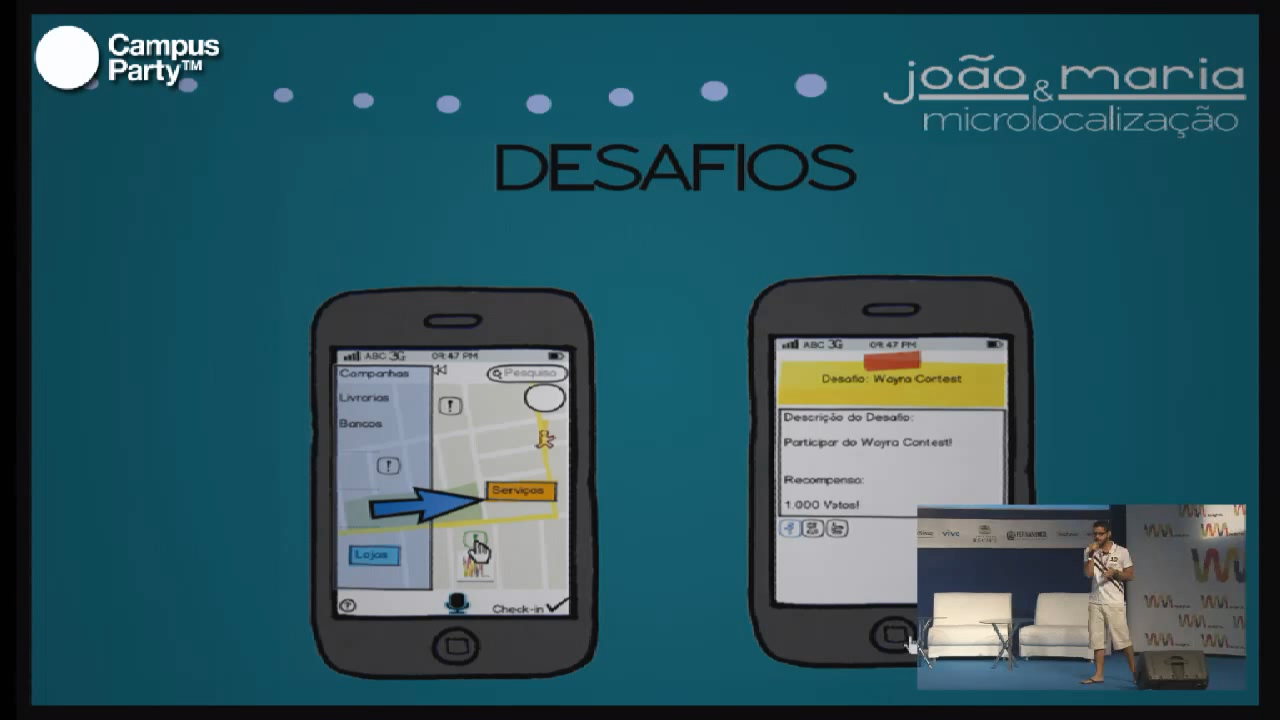 Campus
Party™
joão & maria
microlocalização
DESAFIOS
ABC 3G 09:47 PM
Campanhas
Pesquisa
Livrarias
Bancos
Serviços
Lojas
Check-in
ABC 3G 09:47 PM
Desafio: Wayra Contest
Descrição do Desafio:
Participar do Wayra Contest!
Recompensa:
1.000 Votos!
vivo